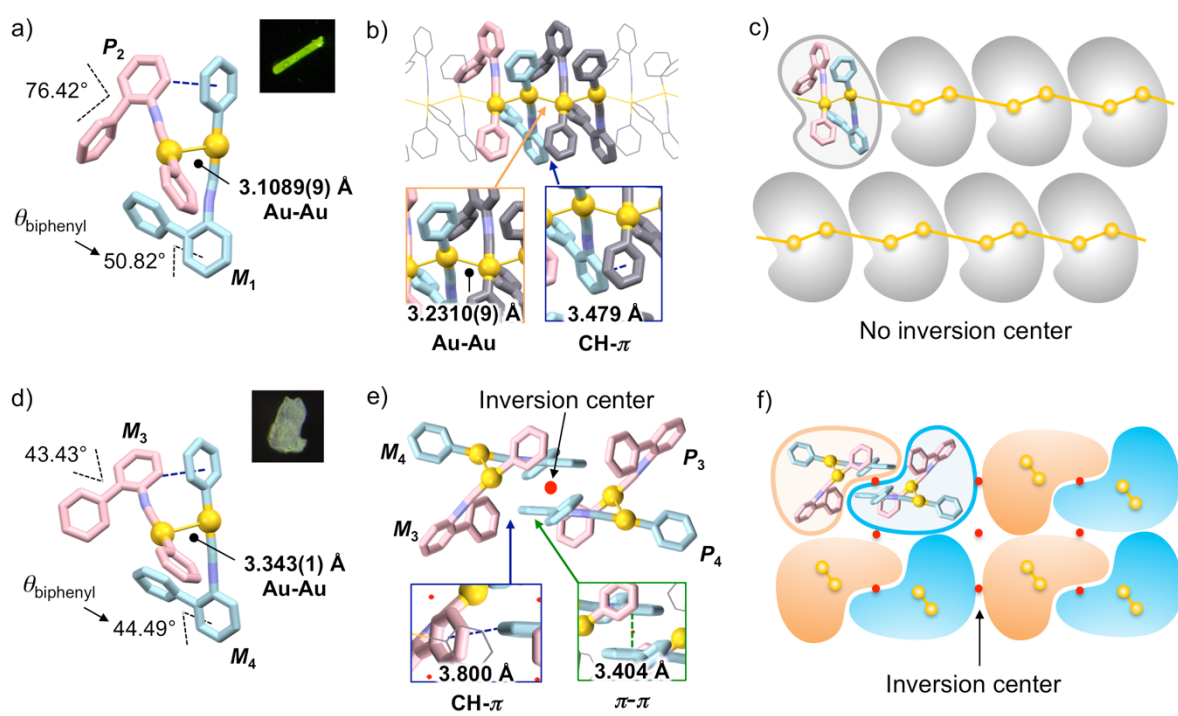 a)
P2
76.42°
3.1089(9) Å
Au-Au
θbiphenyl
50.82°
M1
b)
3.2310(9) Å
Au-Au
3.479 Å
CH-π
c)
No inversion center
d)
M3
43.43°
3.343(1) Å
Au-Au
θbiphenyl
44.49°
M4
e)
Inversion center
M4
P3
M3
P4
3.800 Å
CH-π
3.404 Å
π-π
f)
Inversion center